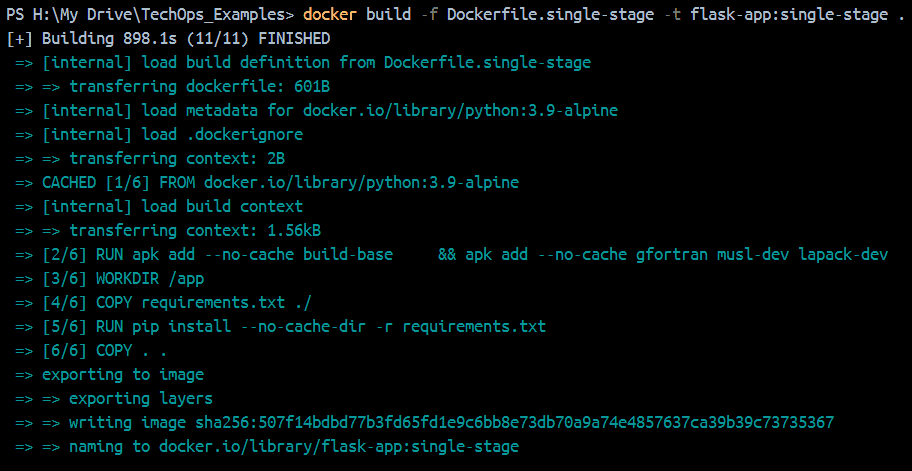 PS H:\My Drive\TechOps_Examples> docker build -f Dockerfile.single-stage -t flask-app:single-stage .
[+] Building 898.1s (11/11) FINISHED
=> [internal] load build definition from Dockerfile.single-stage
=> => transferring dockerfile: 601B
=> [internal] load metadata for docker.io/library/python:3.9-alpine
=> [internal] load .dockerignore
=> => transferring context: 2B
=> CACHED [1/6] FROM docker.io/library/python:3.9-alpine
=> [internal] load build context
=> => transferring context: 1.56kB
=> [2/6] RUN apk add --no-cache build-base     && apk add --no-cache gfortran musl-dev lapack-dev
=> [3/6] WORKDIR /app
=> [4/6] COPY requirements.txt ./
=> [5/6] RUN pip install --no-cache-dir -r requirements.txt
=> [6/6] COPY . .
=> exporting to image
=> => exporting layers
=> => writing image sha256:507f14bdbd77b3fd65fd1e9c6bb8e73db70a9a74e4857637ca39b39c73735367
=> => naming to docker.io/library/flask-app:single-stage